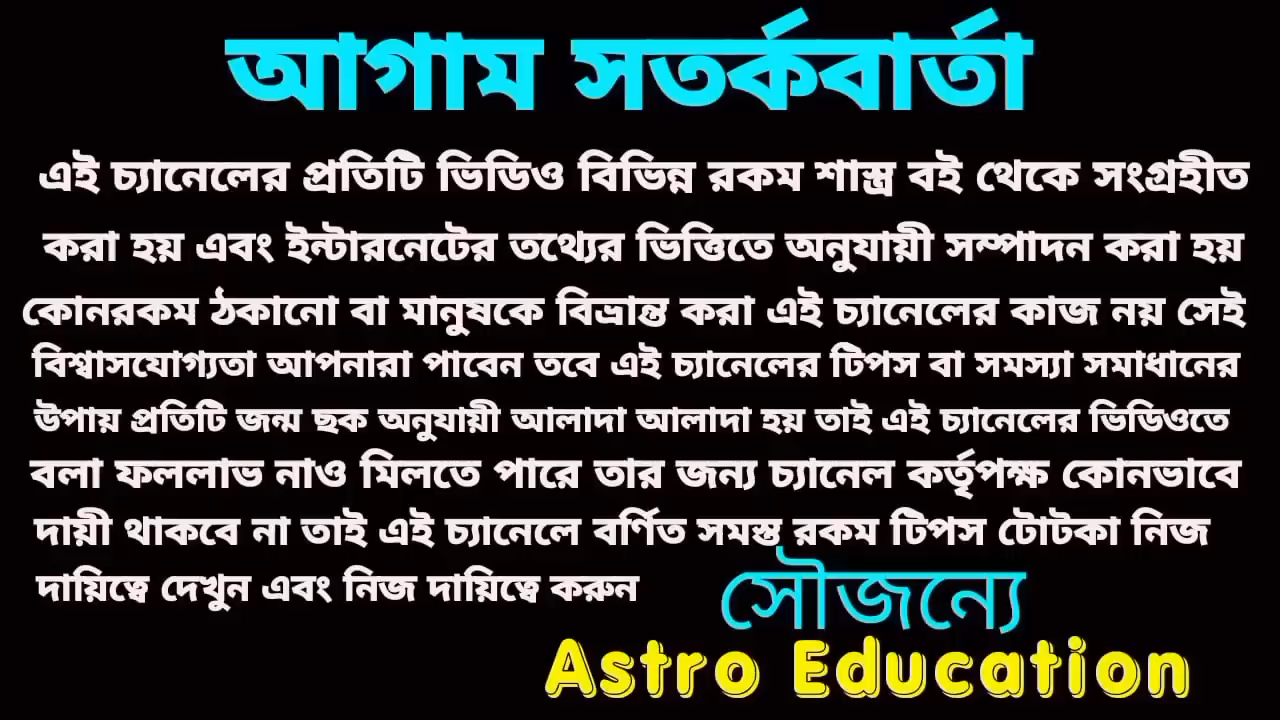 আগাম সতর্কবার্তা
এই চ্যানেলের প্রতিটি ভিডিও বিভিন্ন রকম শাস্ত্র বই থেকে সংগ্রহীত
করা হয় এবং ইন্টারনেটের তথ্যের ভিত্তিতে অনুযায়ী সম্পাদন করা হয়
কোনরকম ঠকানো বা মানুষকে বিভ্রান্ত করা এই চ্যানেলের কাজ নয় সেই
বিশ্বাসযোগ্যতা আপনারা পাবেন তবে এই চ্যানেলের টিপস বা সমস্যা সমাধানের
উপায় প্রতিটি জন্ম ছক অনুযায়ী আলাদা আলাদা হয় তাই এই চ্যানেলের ভিডিওতে
বলা ফললাভ নাও মিলতে পারে তার জন্য চ্যানেল কর্তৃপক্ষ কোনভাবে
দায়ী থাকবে না তাই এই চ্যানেলে বর্ণিত সমস্ত রকম টিপস টোটকা নিজ
দায়িত্বে দেখুন এবং নিজ দায়িত্বে করুন
সৌজন্যে
Astro Education